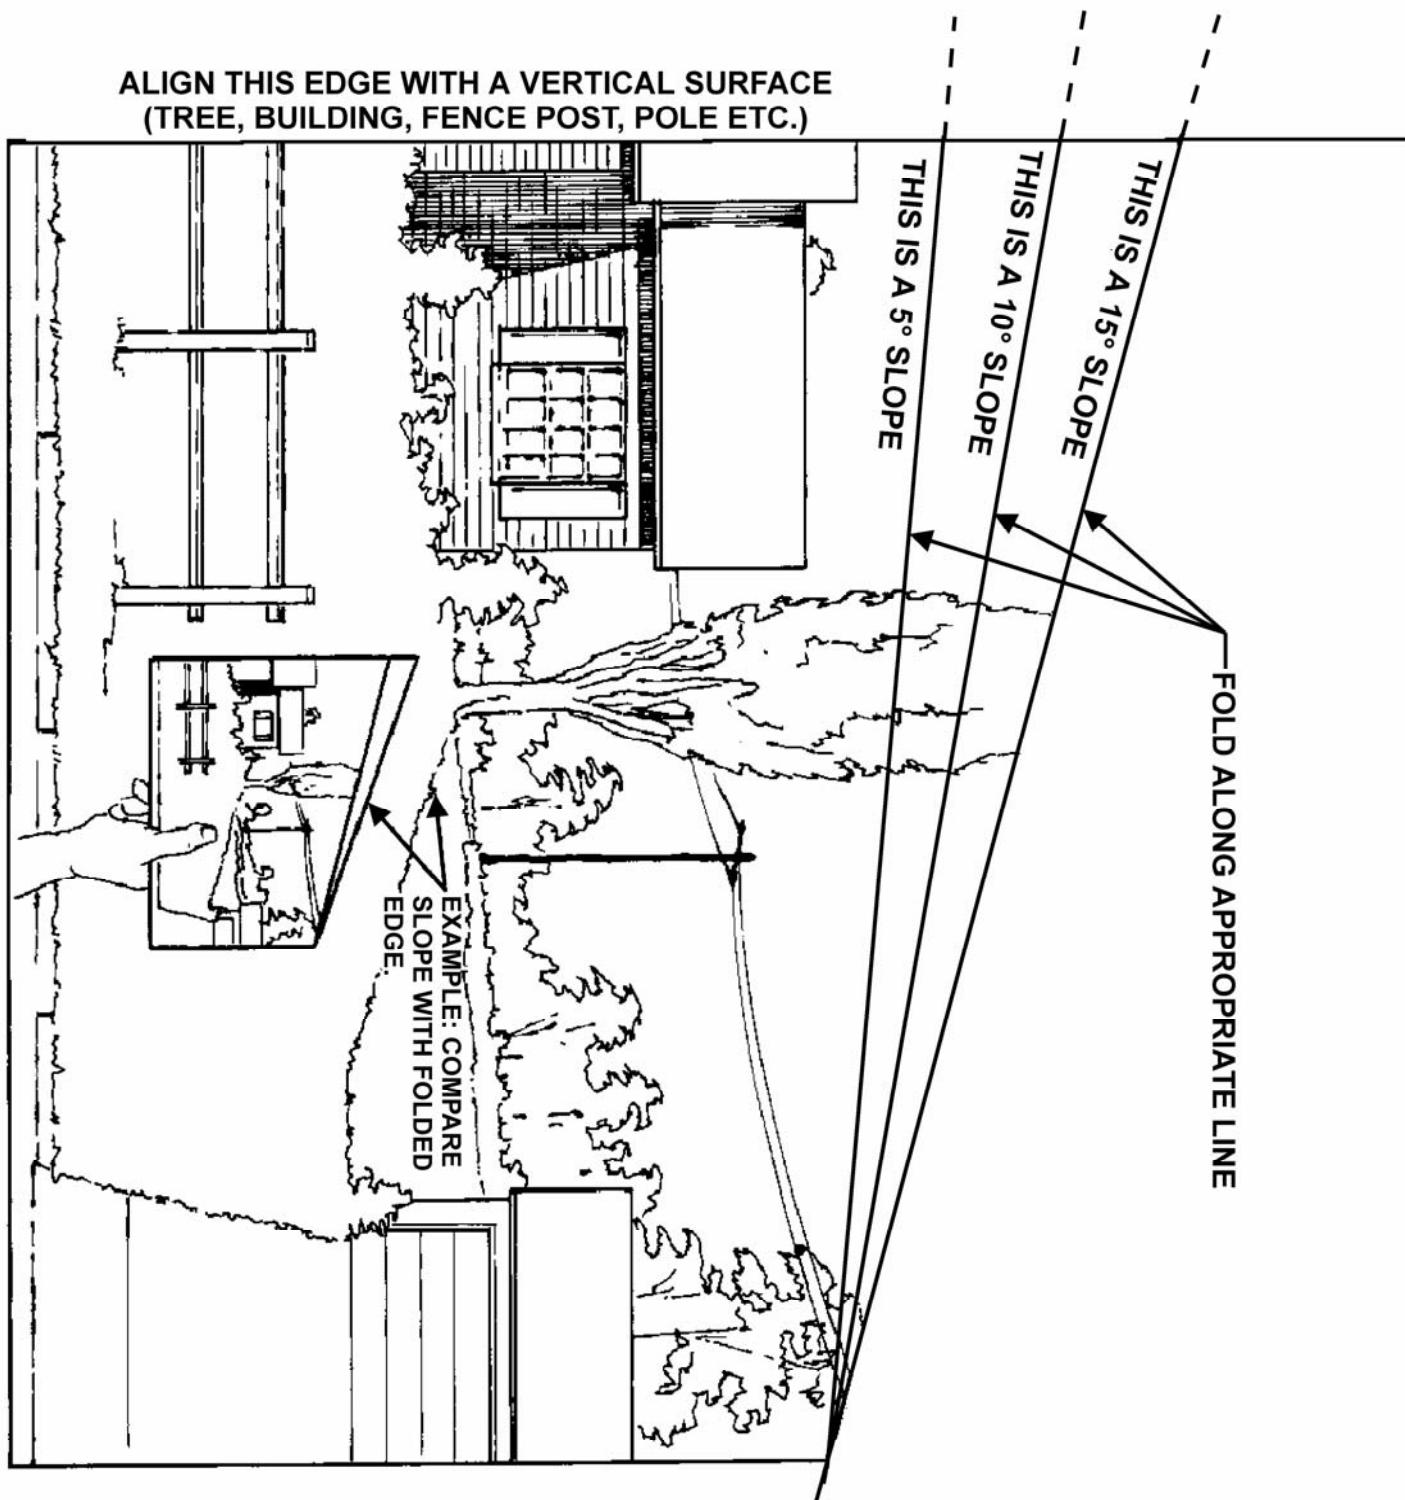 ALIGN THIS EDGE WITH A VERTICAL SURFACE
(TREE, BUILDING, FENCE POST, POLE ETC.)
THIS IS A 5° SLOPE
THIS IS A 10° SLOPE
THIS IS A 15° SLOPE
FOLD ALONG APPROPRIATE LINE
EXAMPLE: COMPARE
SLOPE WITH FOLDED
EDGE.